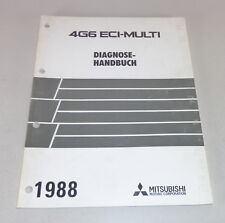 4G6 ECI-MULTI
DIAGNOSE-
HANDBUCH
1988
MITSUBISHI
MOTORS CORPORATION